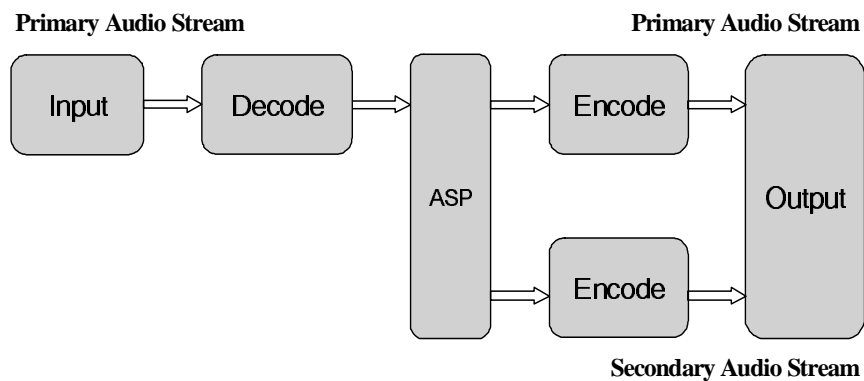 Primary Audio Stream
Primary Audio Stream
Input
Decode
ASP
Encode
Output
Encode
Secondary Audio Stream